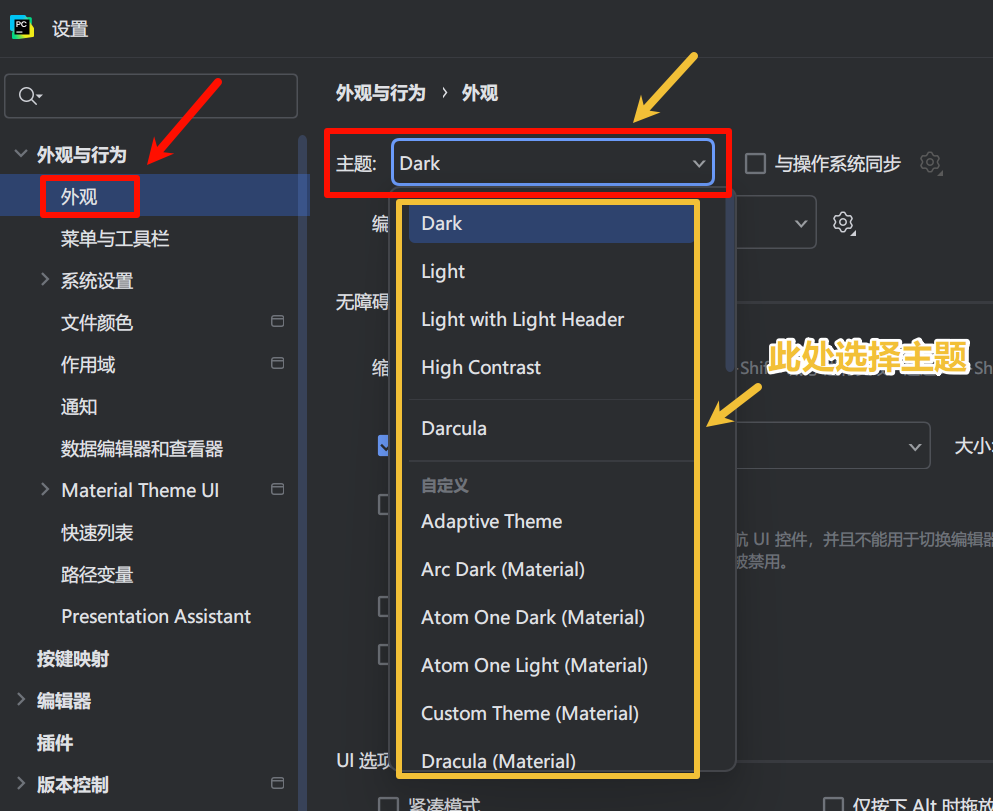 PC
设置
外观与行为
外观
菜单与工具栏
系统设置
文件颜色
作用域
通知
数据编辑器和查看器
Material Theme UI
快速列表
路径变量
Presentation Assistant
按键映射
编辑器
插件
版本控制
外观与行为 › 外观
主题: Dark
与操作系统同步
编
Dark
Light
无障碍
Light with Light Header
High Contrast
缩
Shif
此处选择主题
Sh
Darcula
大小
自定义
Adaptive Theme
航 UI 控件，并且不能用于切换编辑器
被禁用。
Arc Dark (Material)
Atom One Dark (Material)
Atom One Light (Material)
Custom Theme (Material)
UI 选项
Dracula (Material)
紧凑模式
仅按下 Alt 时拖放